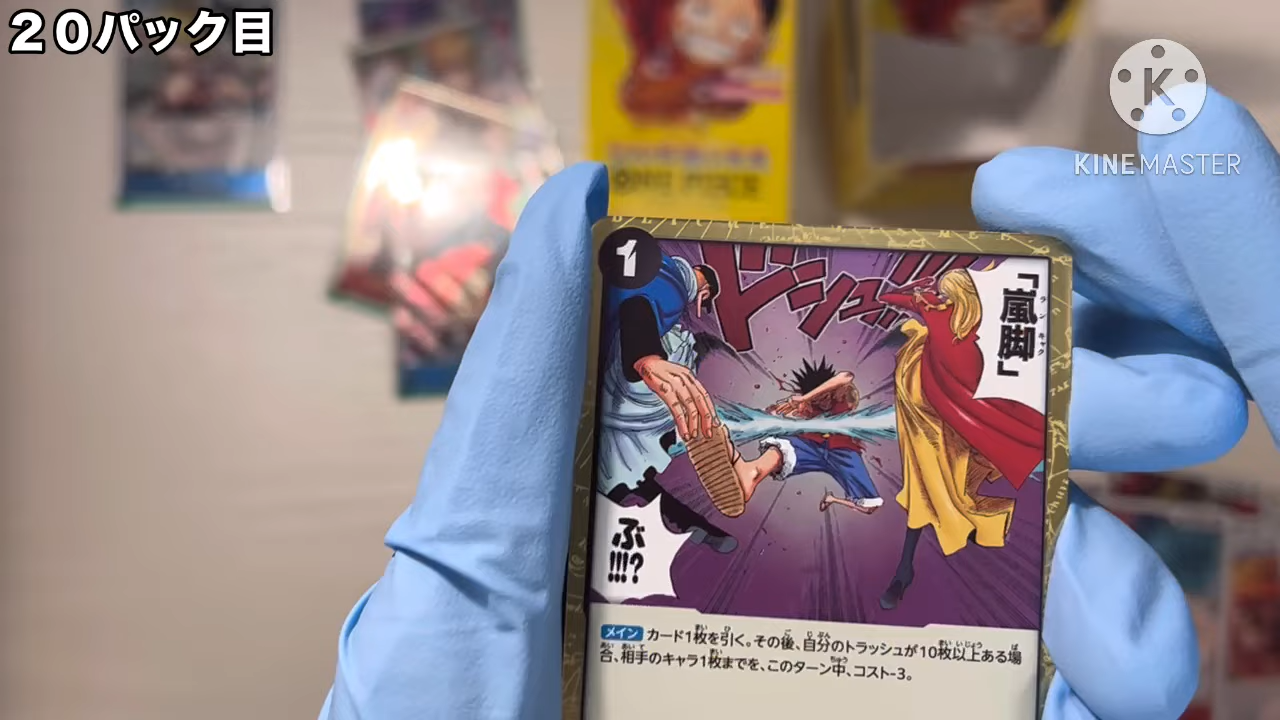 20パック目
KINEMASTER
1
ドドシュ!!!
「嵐脚」
ランキャク
ぶ!!!?
メイン カード1枚を引く。その後、自分のトラッシュが10枚以上ある場
合、相手のキャラ1枚までを、このターン中、コスト-3。